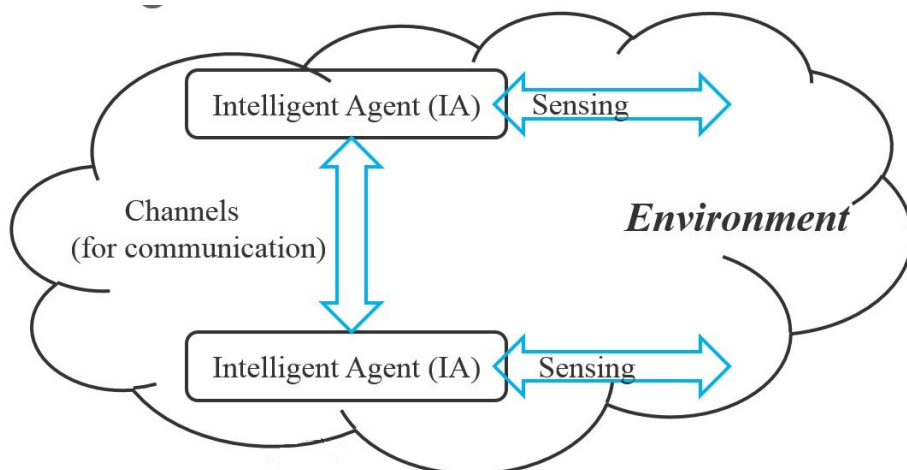 Intelligent Agent (IA)
Sensing
Channels
(for communication)
Environment
Intelligent Agent (IA)
Sensing